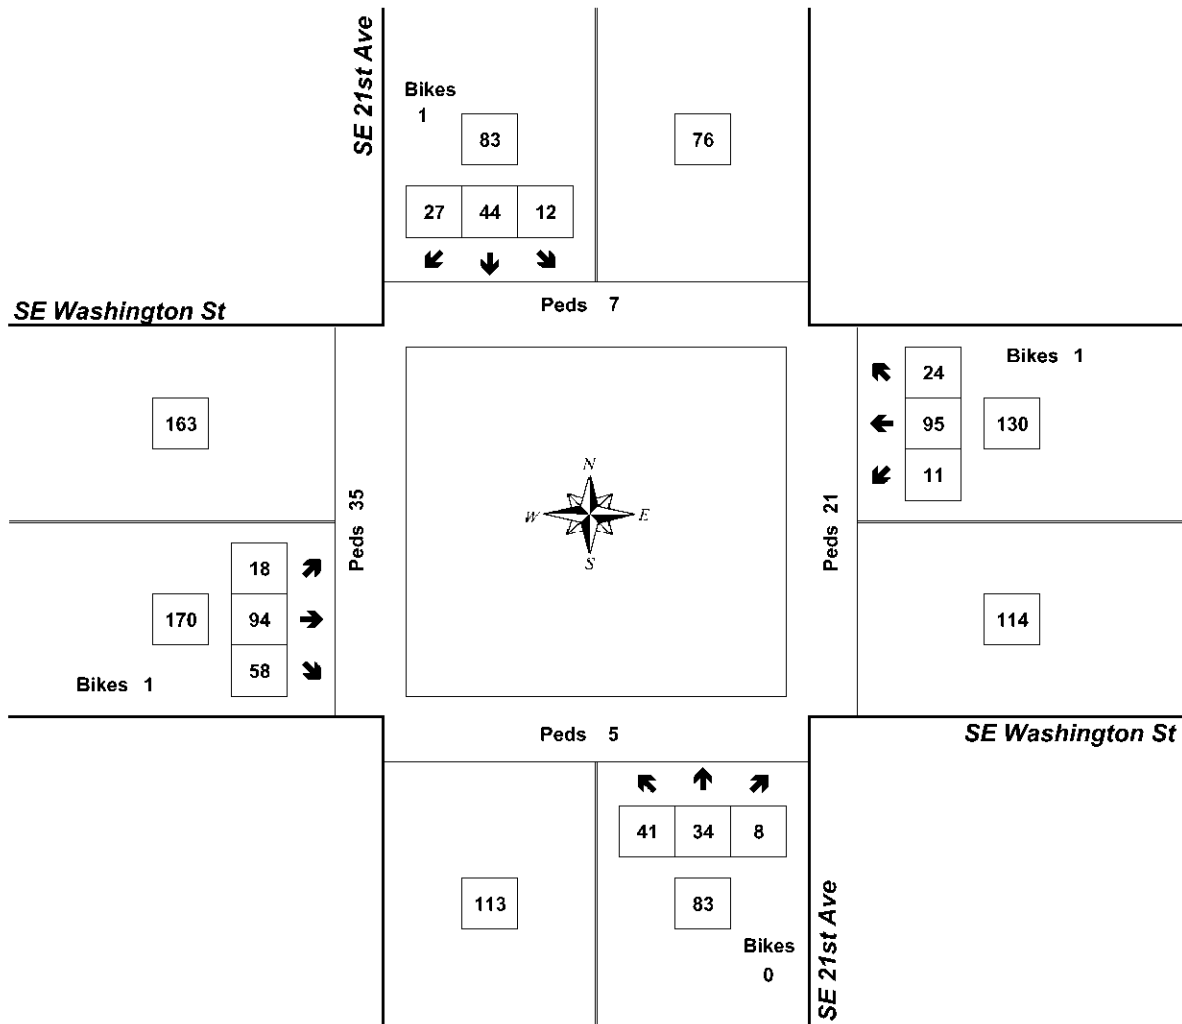 SE 21st Ave
Bikes
1
83
76
27 44 12
Peds 7
SE Washington St
Bikes 1
24
163
95 130
11
N
W E
S
Peds 35
Peds 21
18
170 94
114
58
Bikes 1
Peds 5
SE Washington St
41 34 8
113
83
SE 21st Ave
Bikes
0